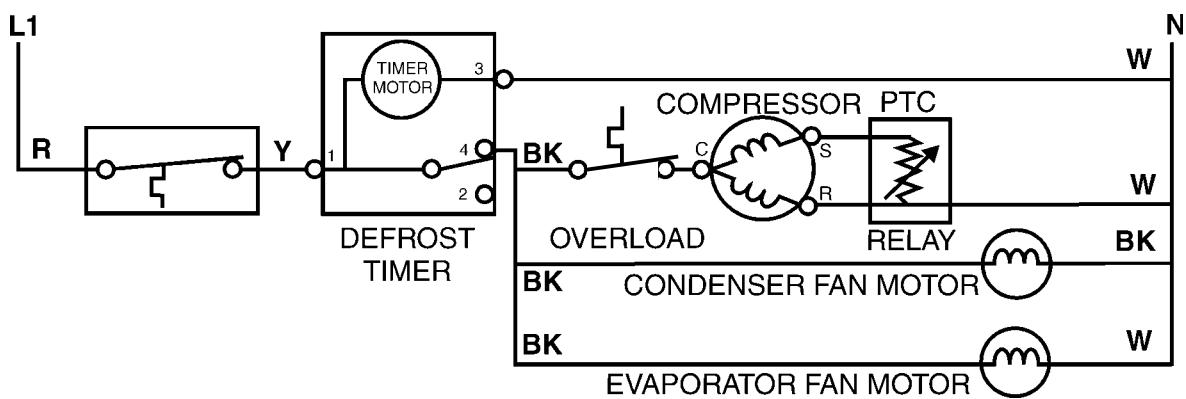 L1
N
TIMER
MOTOR
3
W
COMPRESSOR
PTC
R
Y
1
4
BK
C
S
2
R
W
DEFROST
TIMER
OVERLOAD
RELAY
BK
BK
CONDENSER FAN MOTOR
BK
W
EVAPORATOR FAN MOTOR